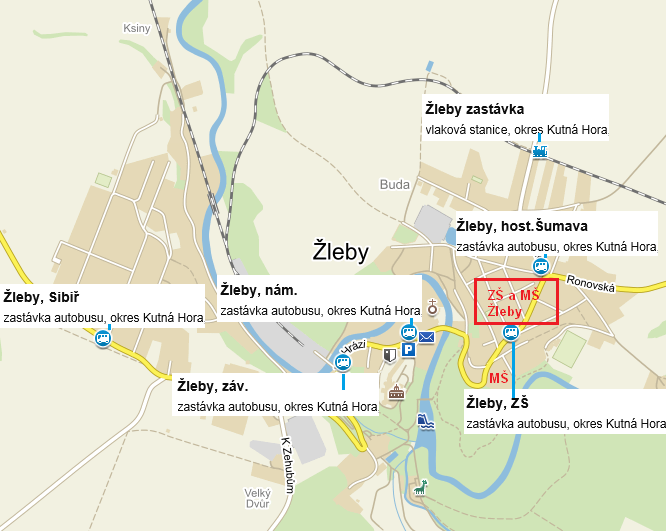 Ksiny
Žleby zastávka
vlaková stanice, okres Kutná Hora
Buda
Žleby, host.Šumava
zastávka autobusu, okres Kutná Hora
Žleby
Ronovská
Žleby, Sibiř
zastávka autobusu, okres Kutná Hora
Žleby, nám.
zastávka autobusu, okres Kutná Hora
ZŠ a MŠ
Žleby
Hrázi
P
Žleby, záv.
zastávka autobusu, okres Kutná Hora
MŠ
Žleby, ZŠ
zastávka autobusu, okres Kutná Hora
K Zehubům
Velký
Dvůr